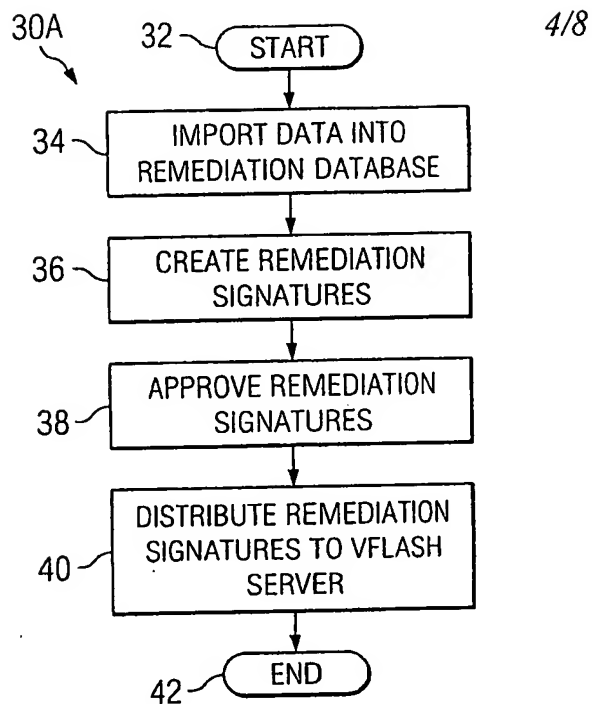 30A
4/8
32
START
34
IMPORT DATA INTO
REMEDIATION DATABASE
36
CREATE REMEDIATION
SIGNATURES
38
APPROVE REMEDIATION
SIGNATURES
40
DISTRIBUTE REMEDIATION
SIGNATURES TO VFLASH
SERVER
42
END